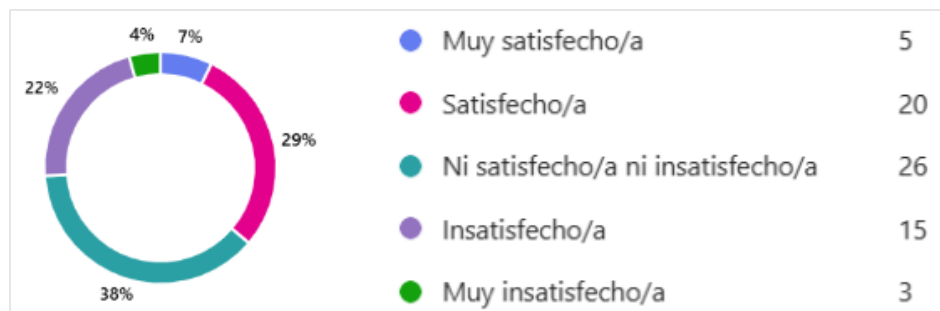 4%
7%
22%
29%
38%
Muy satisfecho/a 5
Satisfecho/a 20
Ni satisfecho/a ni insatisfecho/a 26
Insatisfecho/a 15
Muy insatisfecho/a 3